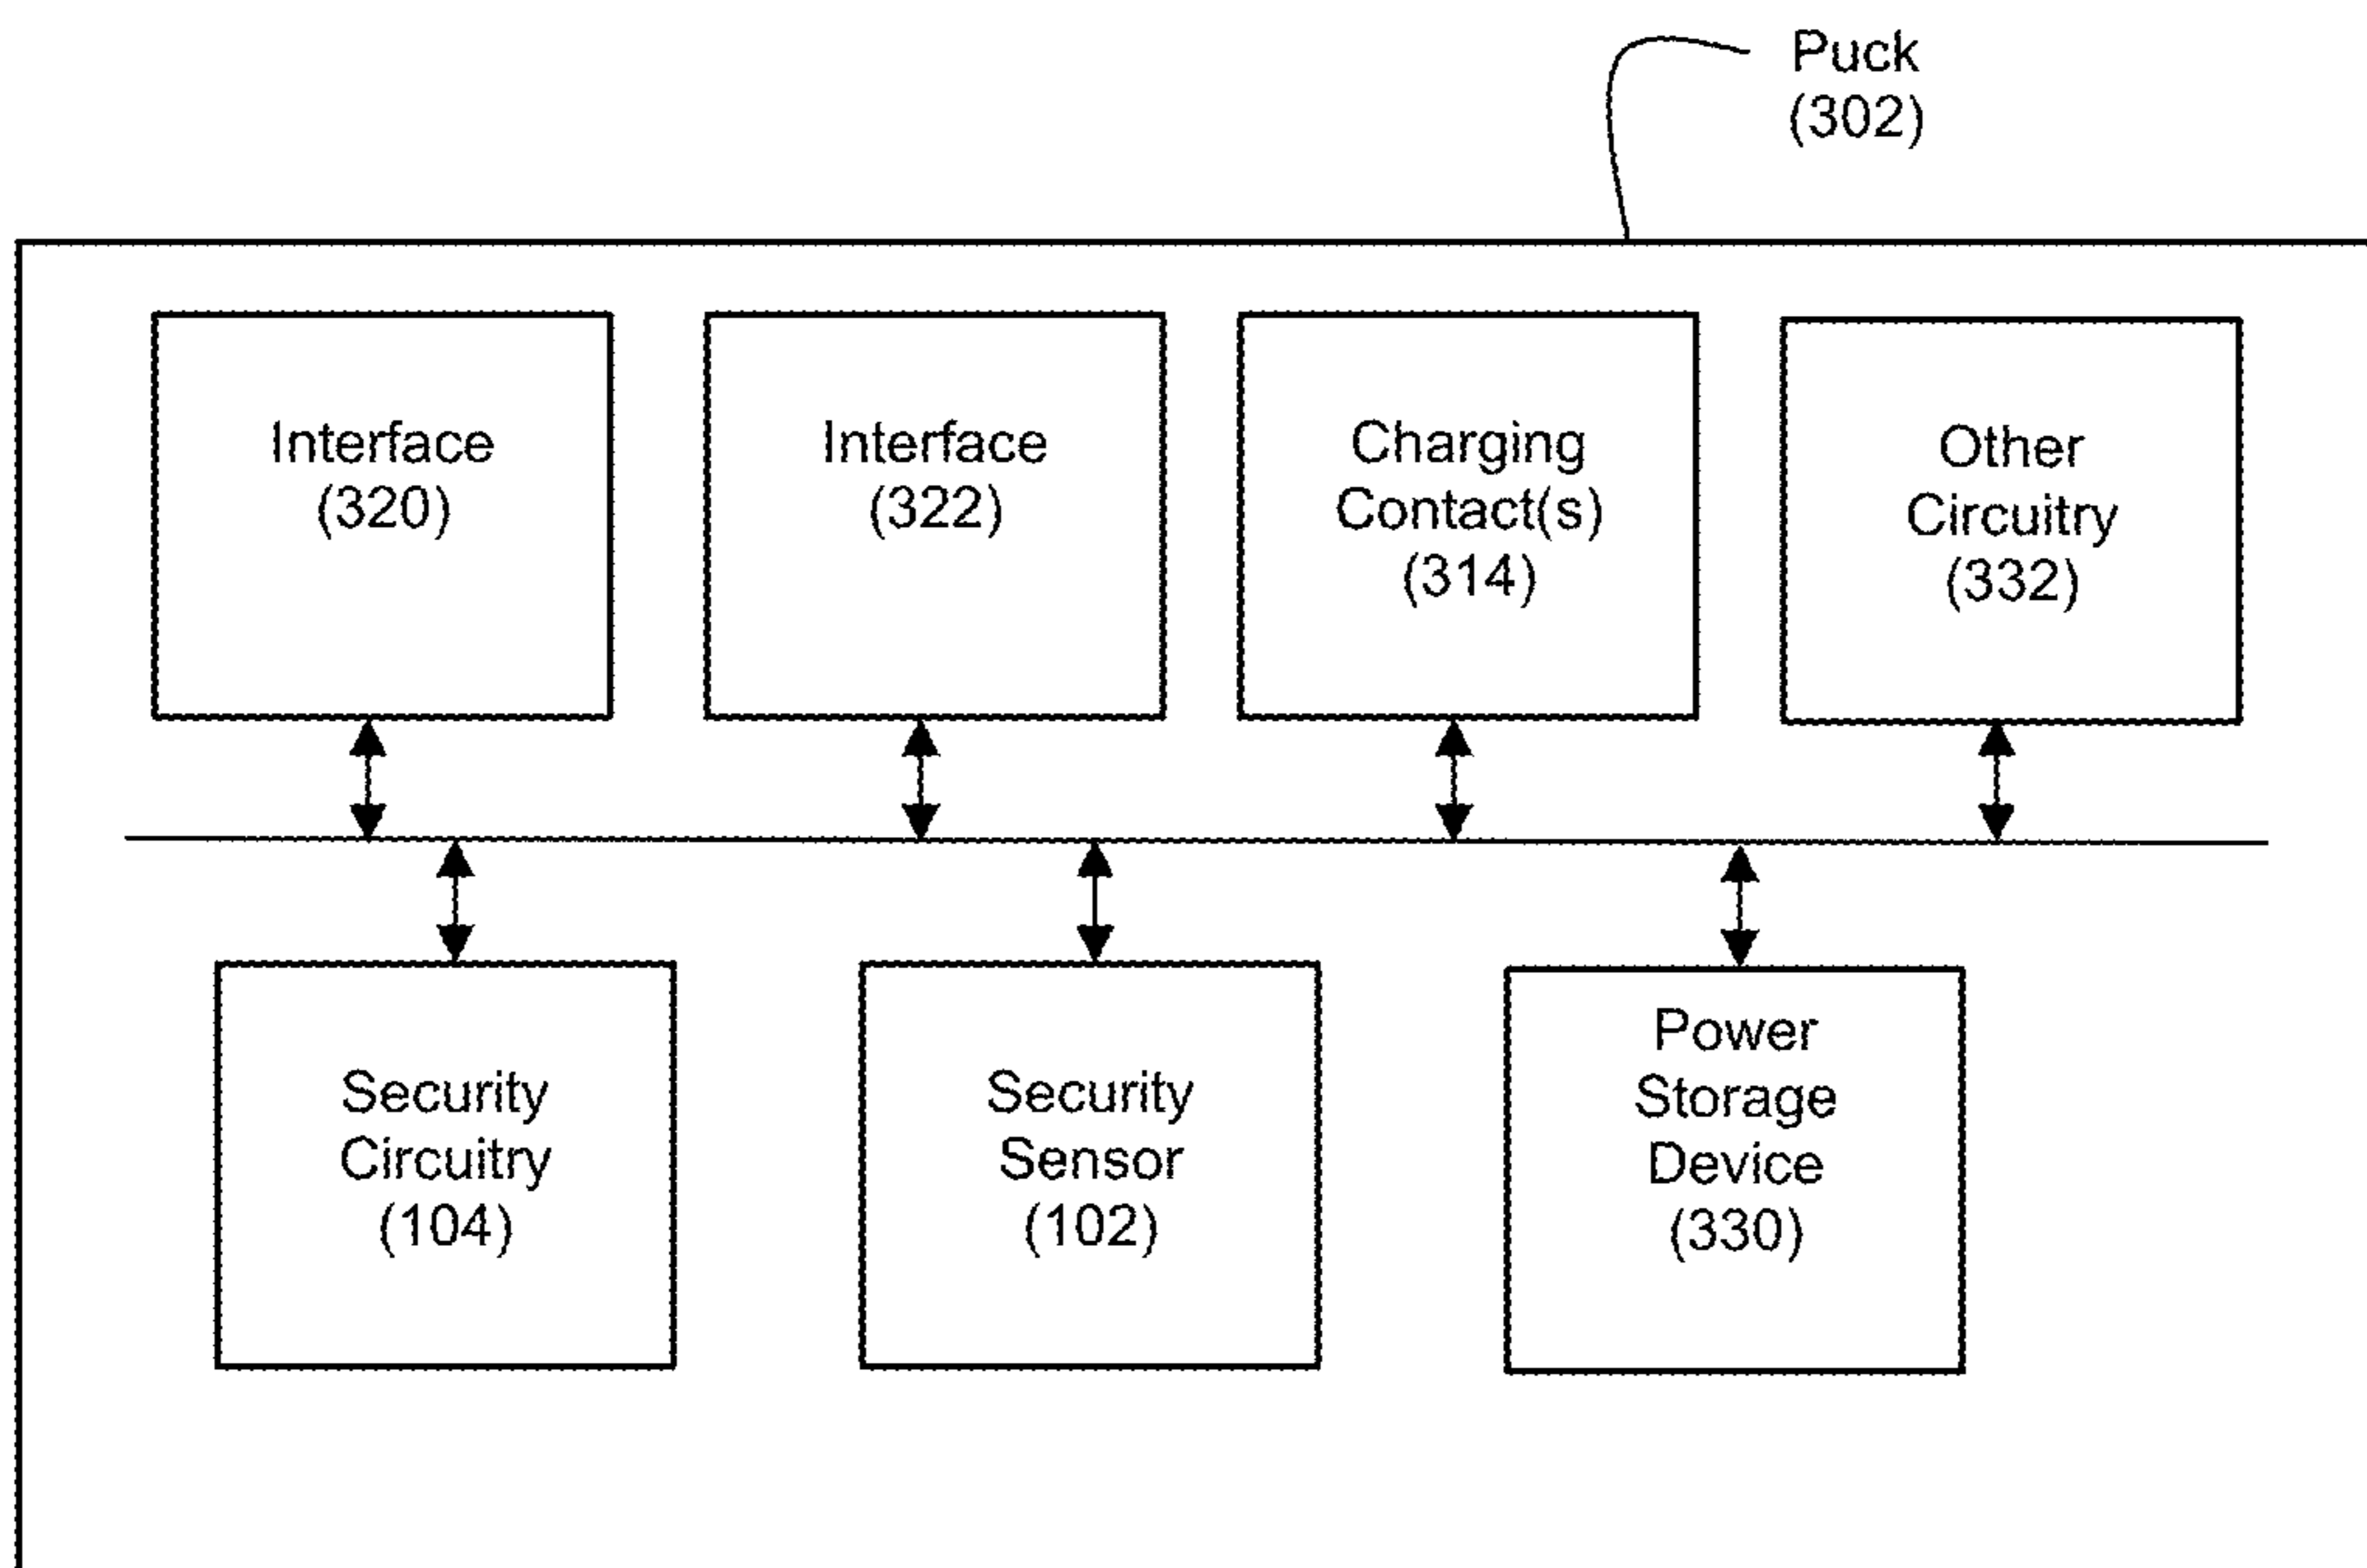 Puck
(302)
Interface
(320)
Interface
(322)
Charging
Contact(s)
(314)
Other
Circuitry
(332)
Security
Circuitry
(104)
Security
Sensor
(102)
Power
Storage
Device
(330)